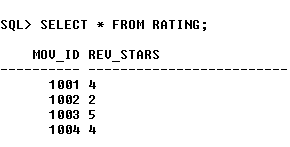 SQL> SELECT * FROM RATING;
MOV_ID REV_STARS
---------- ------------------------------
1001 4
1002 2
1003 5
1004 4